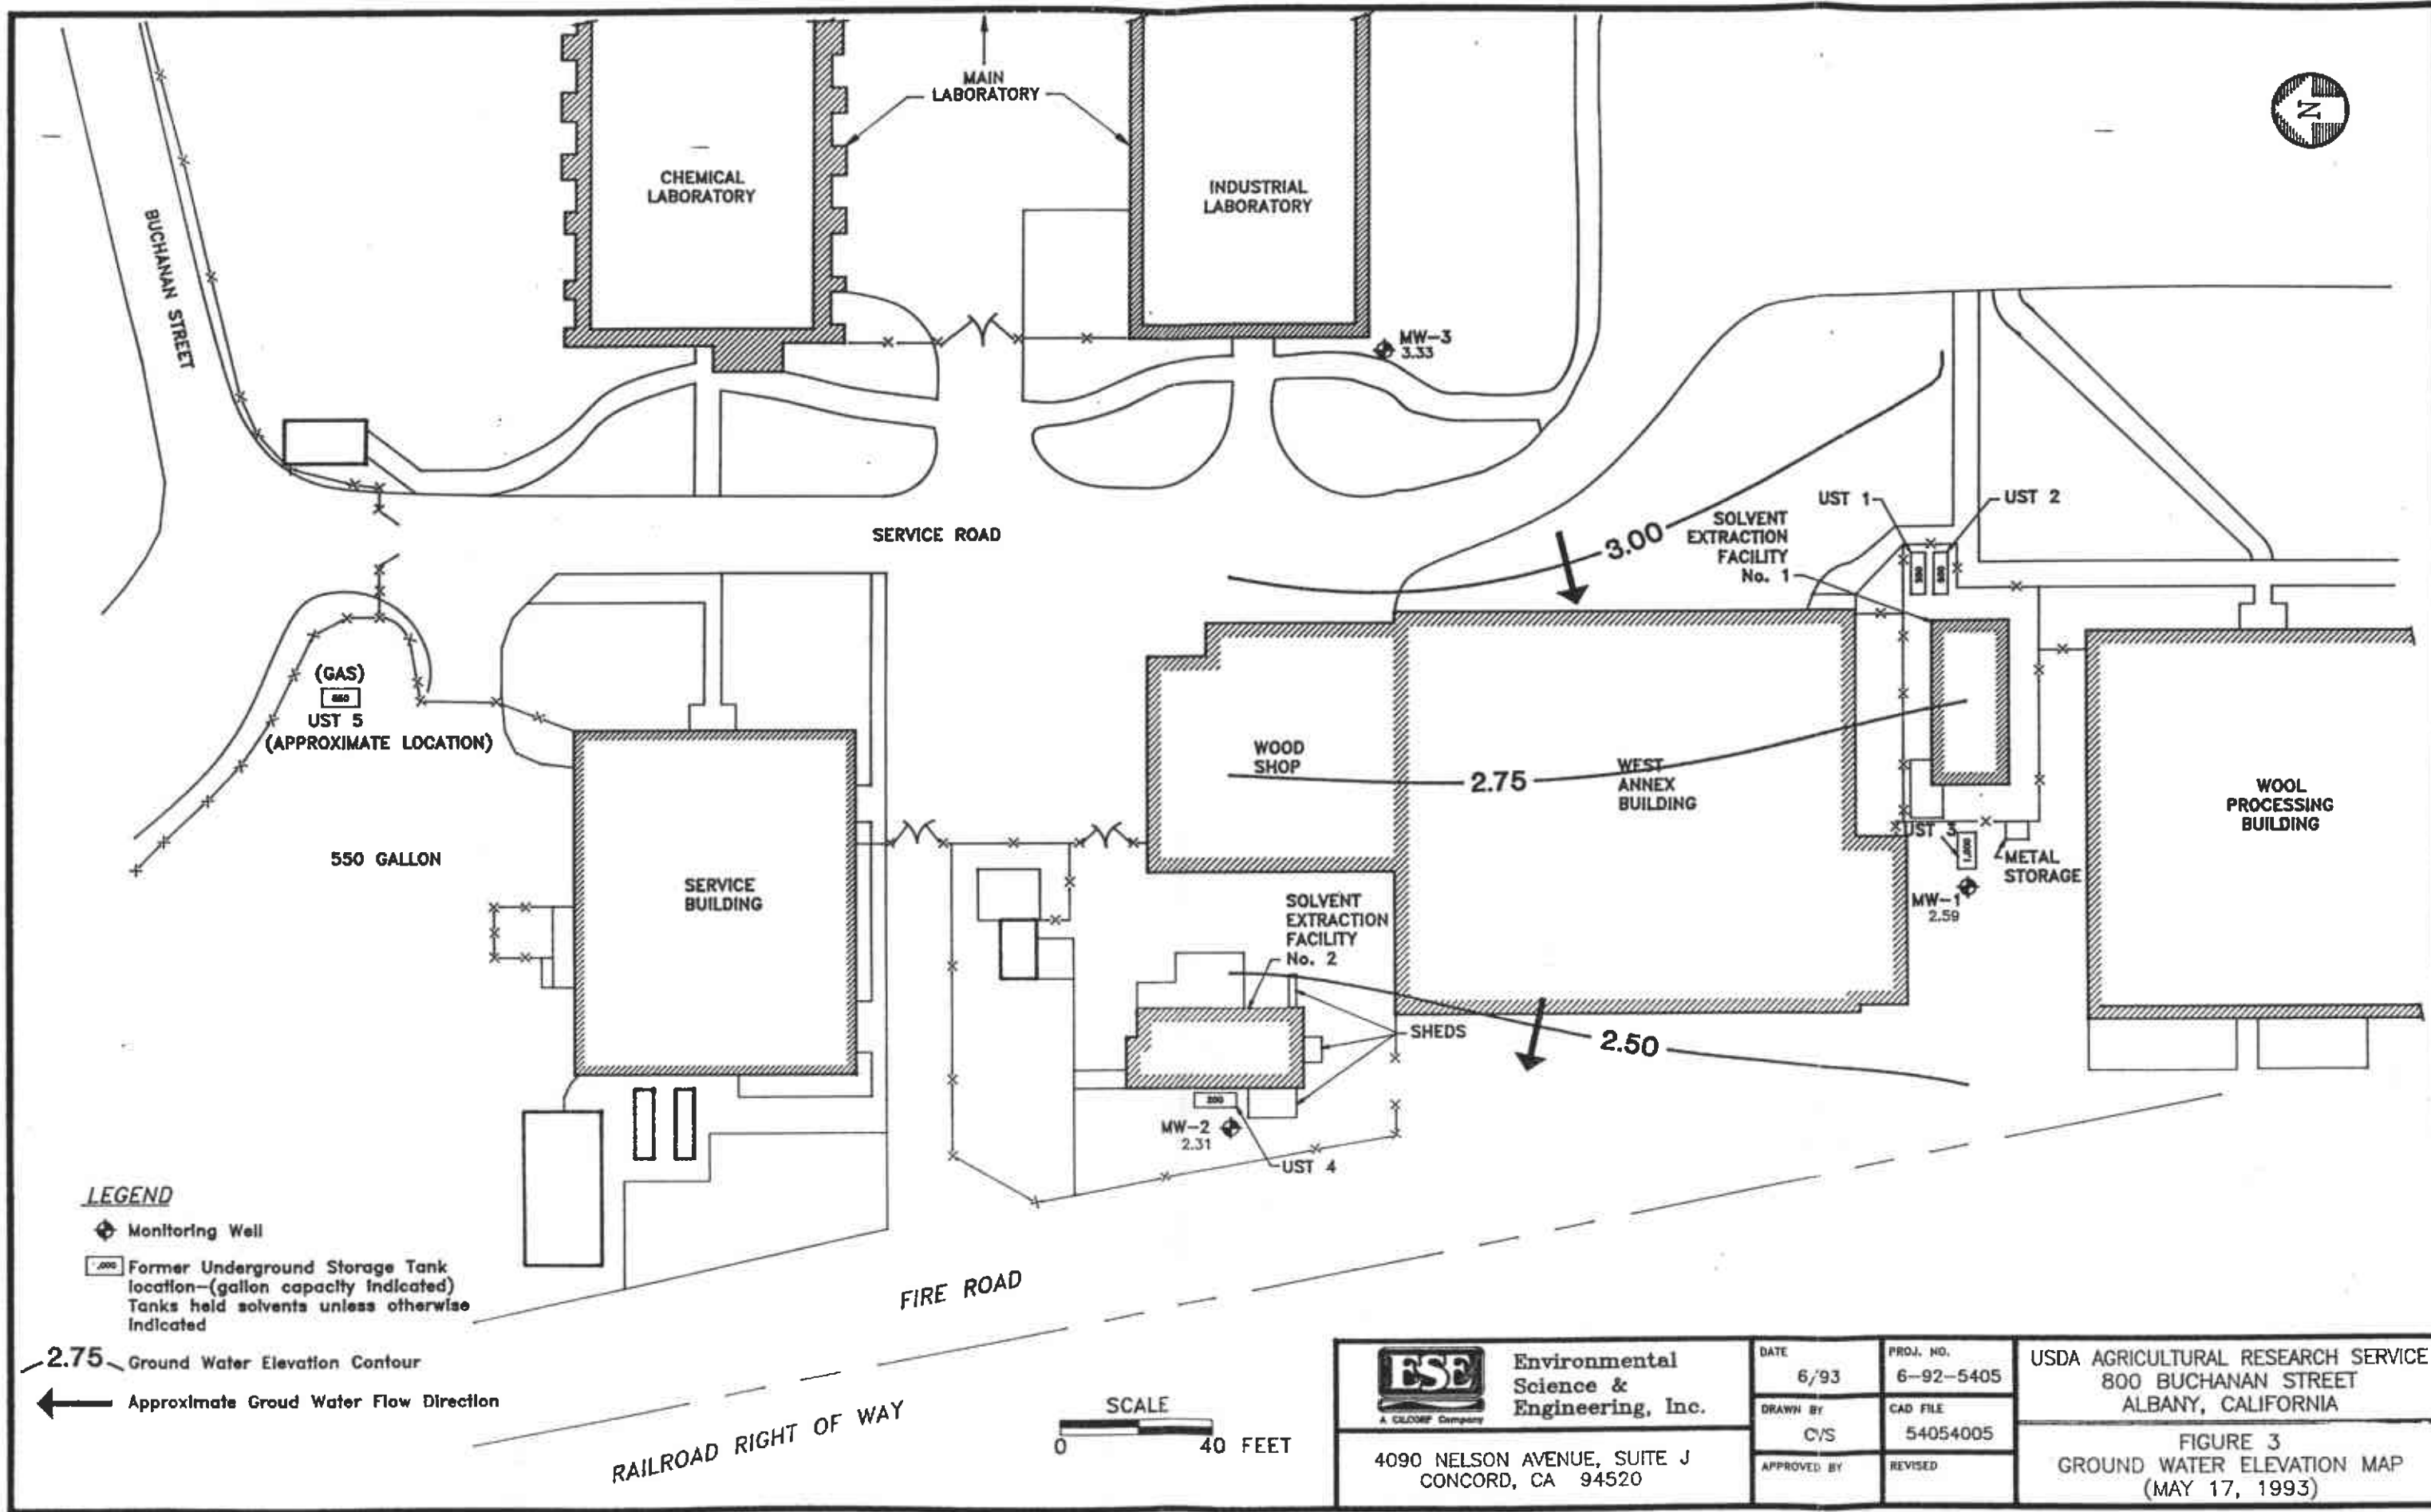 MAIN
LABORATORY
N
CHEMICAL
LABORATORY
INDUSTRIAL
LABORATORY
BUCHANAN STREET
MW-3
3.33
SERVICE ROAD
3.00
SOLVENT
EXTRACTION
FACILITY
No. 1
UST 1
UST 2
(GAS)
550
UST 5
(APPROXIMATE LOCATION)
550 GALLON
SERVICE
BUILDING
WOOD
SHOP
2.75
WEST
ANNEX
BUILDING
WOOL
PROCESSING
BUILDING
UST 3
1,000
METAL
STORAGE
MW-1
2.59
SOLVENT
EXTRACTION
FACILITY
No. 2
SHEDS
2.50
200
MW-2
2.31
UST 4
LEGEND
Monitoring Well
Former Underground Storage Tank
location-(gallon capacity indicated)
Tanks held solvents unless otherwise
indicated
2.75 Ground Water Elevation Contour
Approximate Groud Water Flow Direction
FIRE ROAD
RAILROAD RIGHT OF WAY
SCALE
0 40 FEET
ESE
A CILCORP Company
Environmental
Science &
Engineering, Inc.
4090 NELSON AVENUE, SUITE J
CONCORD, CA 94520
DATE
6/93
PROJ. NO.
6-92-5405
DRAWN BY
CVS
CAD FILE
54054005
APPROVED BY
REVISED
USDA AGRICULTURAL RESEARCH SERVICE
800 BUCHANAN STREET
ALBANY, CALIFORNIA
FIGURE 3
GROUND WATER ELEVATION MAP
(MAY 17, 1993)